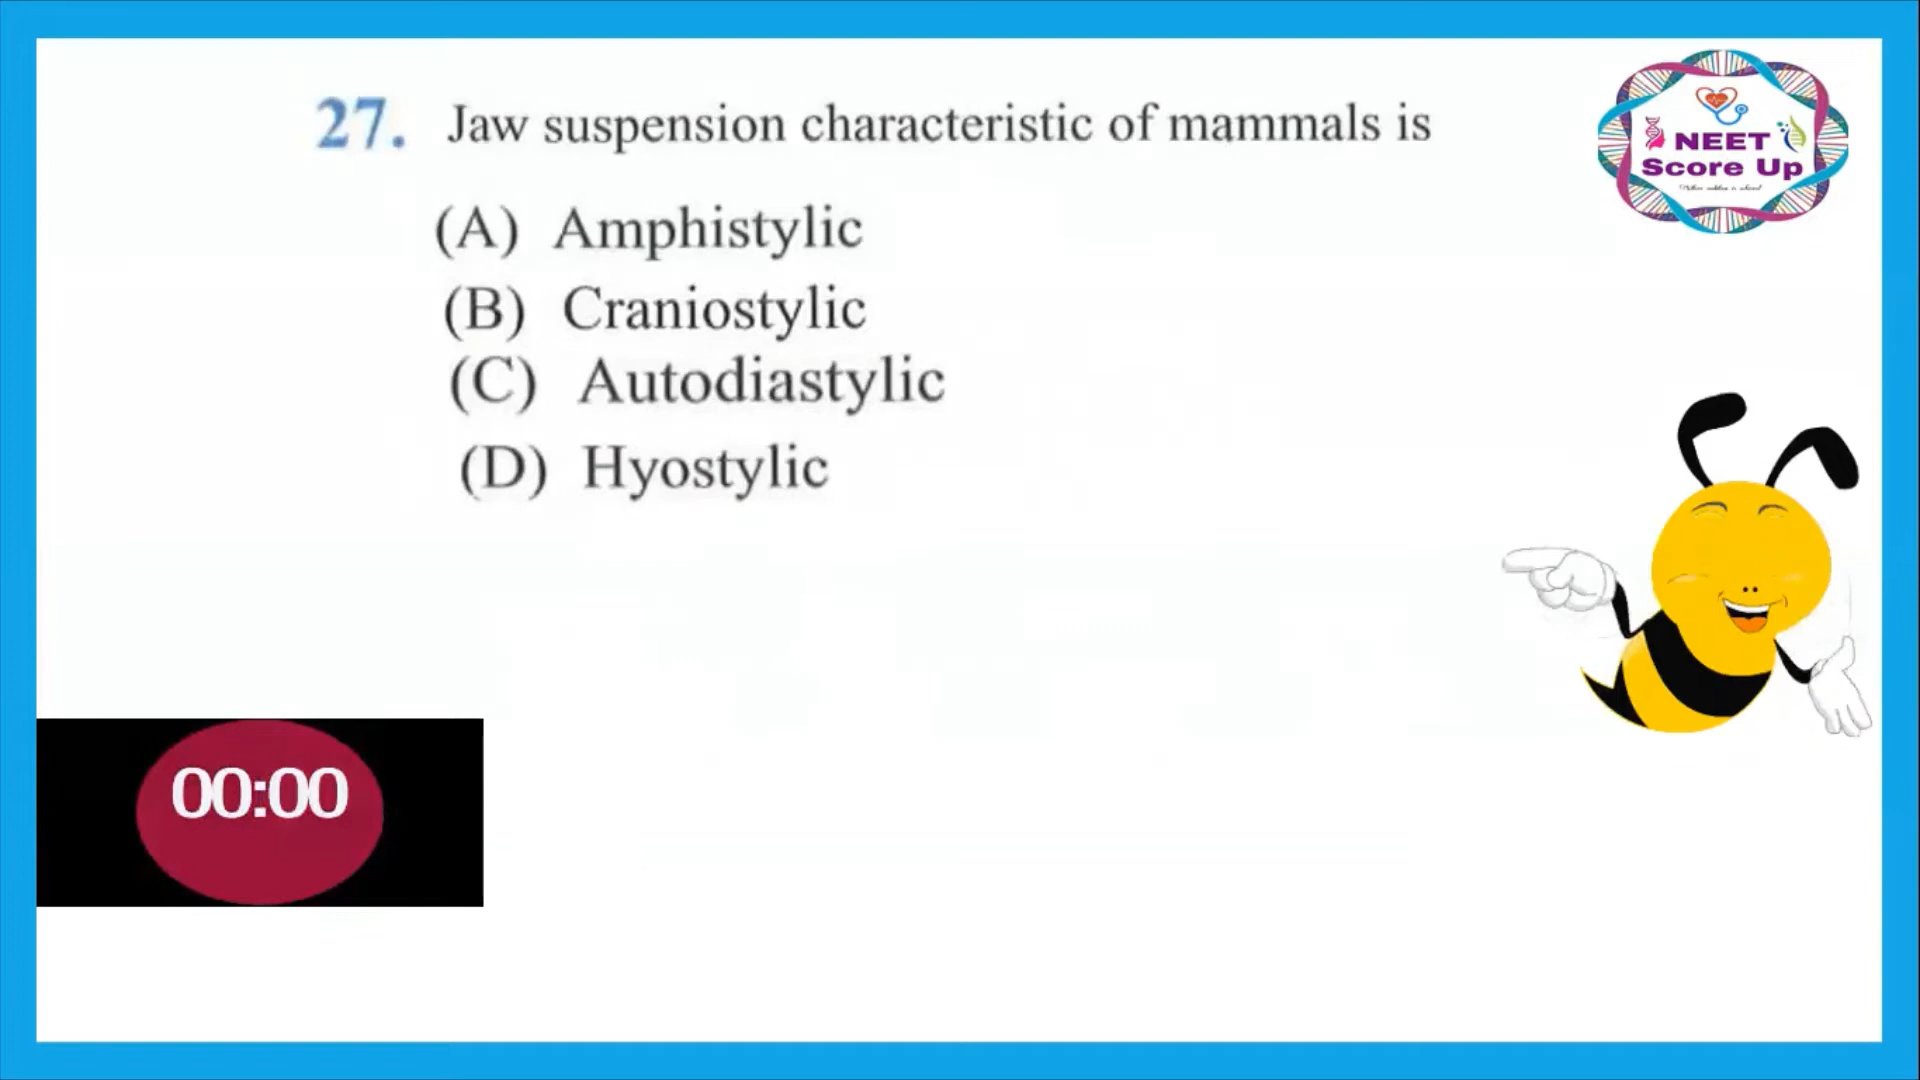 27. Jaw suspension characteristic of mammals is
(A) Amphistylic
(B) Craniostylic
(C) Autodiastylic
(D) Hyostylic
NEET
Score Up
00:00